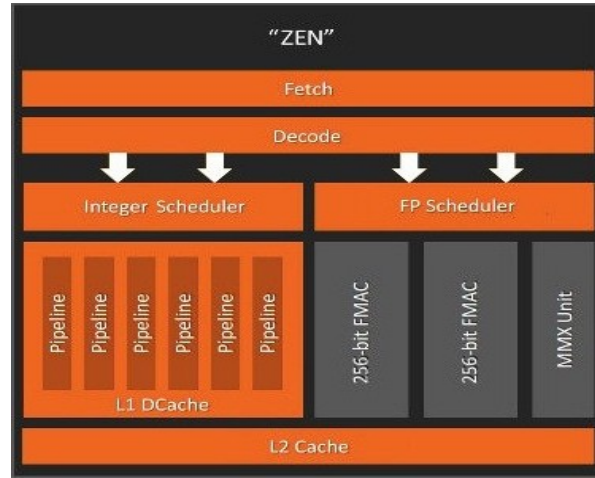 “ZEN”
Fetch
Decode
Integer Scheduler
FP Scheduler
Pipeline
Pipeline
Pipeline
Pipeline
Pipeline
Pipeline
L1 DCache
256-bit FMAC
256-bit FMAC
MMX Unit
L2 Cache